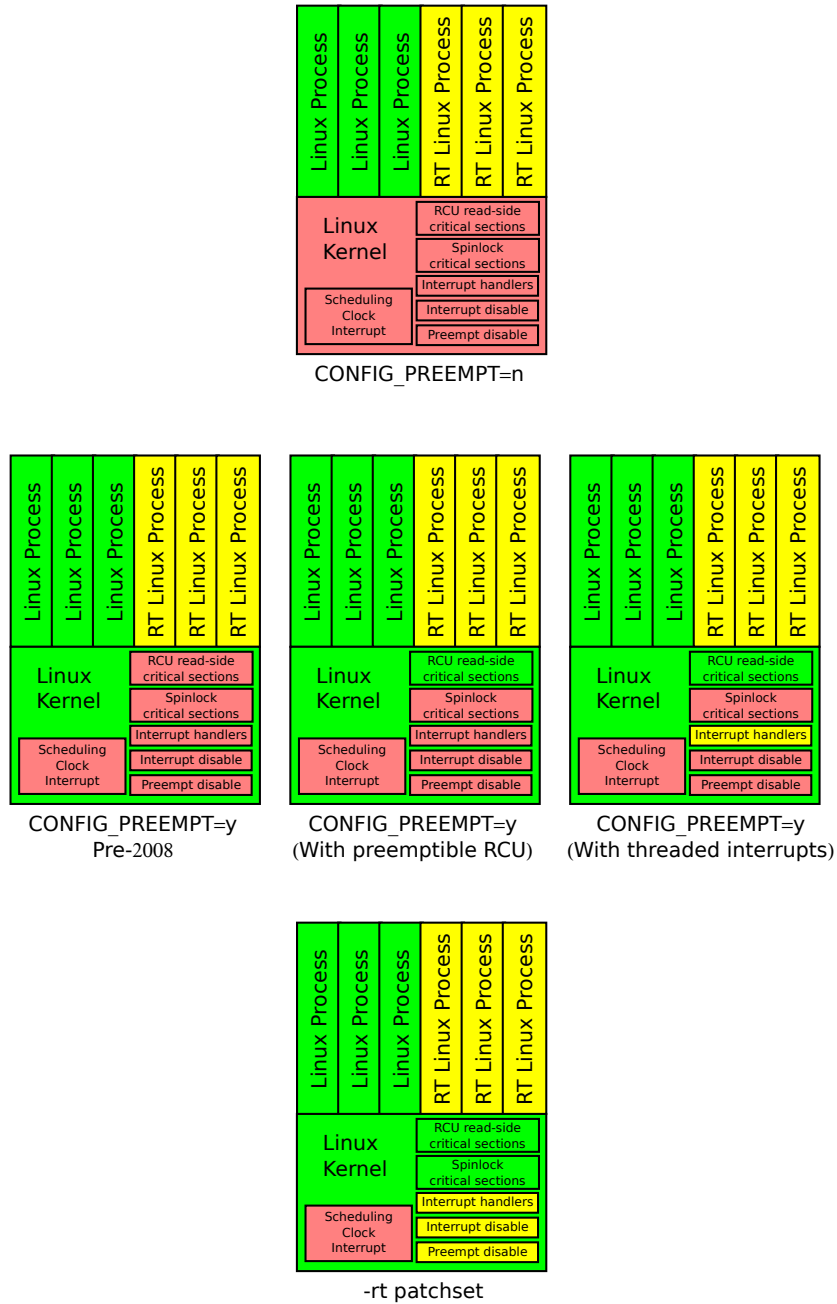 Linux Process
Linux Process
Linux Process
RT Linux Process
RT Linux Process
RT Linux Process
Linux
Kernel
RCU read-side
critical sections
Spinlock
critical sections
Interrupt handlers
Scheduling
Clock
Interrupt
Interrupt disable
Preempt disable
CONFIG_PREEMPT=n
Linux Process
Linux Process
Linux Process
RT Linux Process
RT Linux Process
RT Linux Process
Linux
Kernel
RCU read-side
critical sections
Spinlock
critical sections
Interrupt handlers
Scheduling
Clock
Interrupt
Interrupt disable
Preempt disable
CONFIG_PREEMPT=y
Pre-2008
Linux Process
Linux Process
Linux Process
RT Linux Process
RT Linux Process
RT Linux Process
Linux
Kernel
RCU read-side
critical sections
Spinlock
critical sections
Interrupt handlers
Scheduling
Clock
Interrupt
Interrupt disable
Preempt disable
CONFIG_PREEMPT=y
(With preemptible RCU)
Linux Process
Linux Process
Linux Process
RT Linux Process
RT Linux Process
RT Linux Process
Linux
Kernel
RCU read-side
critical sections
Spinlock
critical sections
Interrupt handlers
Scheduling
Clock
Interrupt
Interrupt disable
Preempt disable
CONFIG_PREEMPT=y
(With threaded interrupts)
Linux Process
Linux Process
Linux Process
RT Linux Process
RT Linux Process
RT Linux Process
Linux
Kernel
RCU read-side
critical sections
Spinlock
critical sections
Interrupt handlers
Scheduling
Clock
Interrupt
Interrupt disable
Preempt disable
-rt patchset